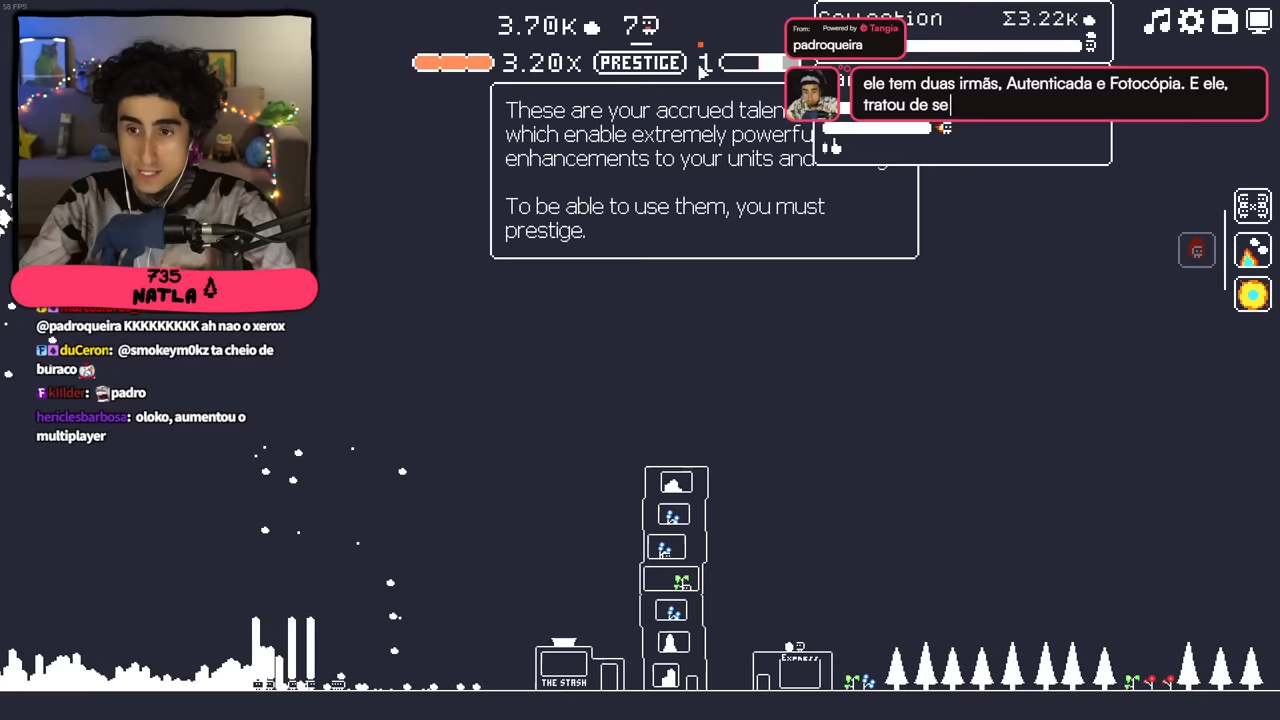 58 FPS
3.70K
7
3.20x
PRESTIGE
1
Σ3.22K
From:
Powered by Tangia
padroqueira
ele tem duas irmãs, Autenticada e Fotocópia. E ele,
tratou de se
These are your accrued
which enable extremely
enhancements to your units and
To be able to use them, you must
prestige.
735
NATLA
@padroqueira KKKKKKKKK ah nao o xerox
duCeron: @smokeym0kz ta cheio de
buraco
kIllder: padro
hericlesbarbosa: oloko, aumentou o
multiplayer
THE STASH
EXPRESS